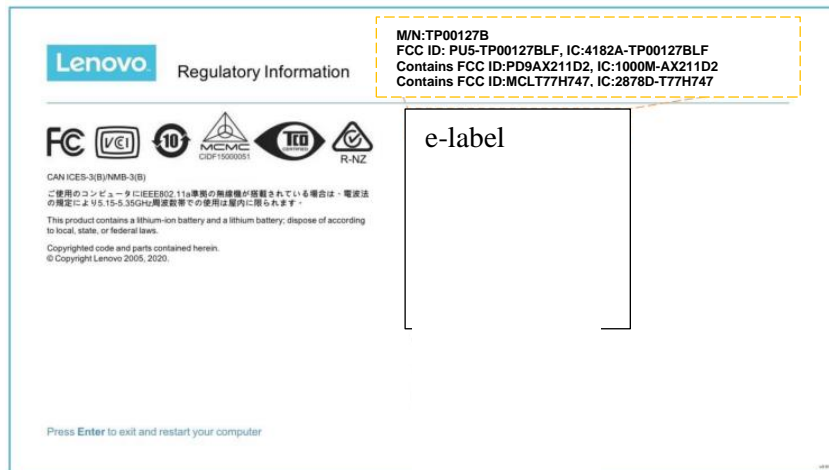 M/N:TP00127B
FCC ID: PU5-TP00127BLF, IC:4182A-TP00127BLF
Contains FCC ID:PD9AX211D2, IC:1000M-AX211D2
Contains FCC ID:MCLT77H747, IC:2878D-T77H747
Lenovo.
Regulatory Information
e-label
FC VCI 10 MCMC TCO CERTIFIED
CIDF15000051
R-NZ
CAN ICES-3(B)/NMB-3(B)
ご使用のコンピュータにIEEE802.11a準拠の無線機が搭載されている場合は、電波法
の規定により5.15-5.35GHz周波数帯での使用は屋内に限られます。
This product contains a lithium-ion battery and a lithium battery; dispose of according
to local, state, or federal laws.
Copyrighted code and parts contained herein.
© Copyright Lenovo 2005, 2020.
Press Enter to exit and restart your computer